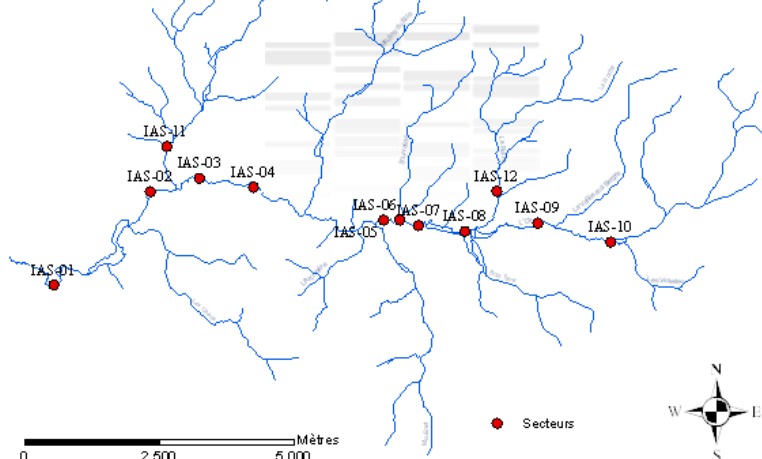 IAS-11
IAS-03
IAS-02
IAS-04
IAS-12
IAS-06
IAS-07
IAS-09
IAS-08
IAS-05
IAS-10
IAS-01
N
W
E
S
Secteurs
Mètres
0
2 500
5 000